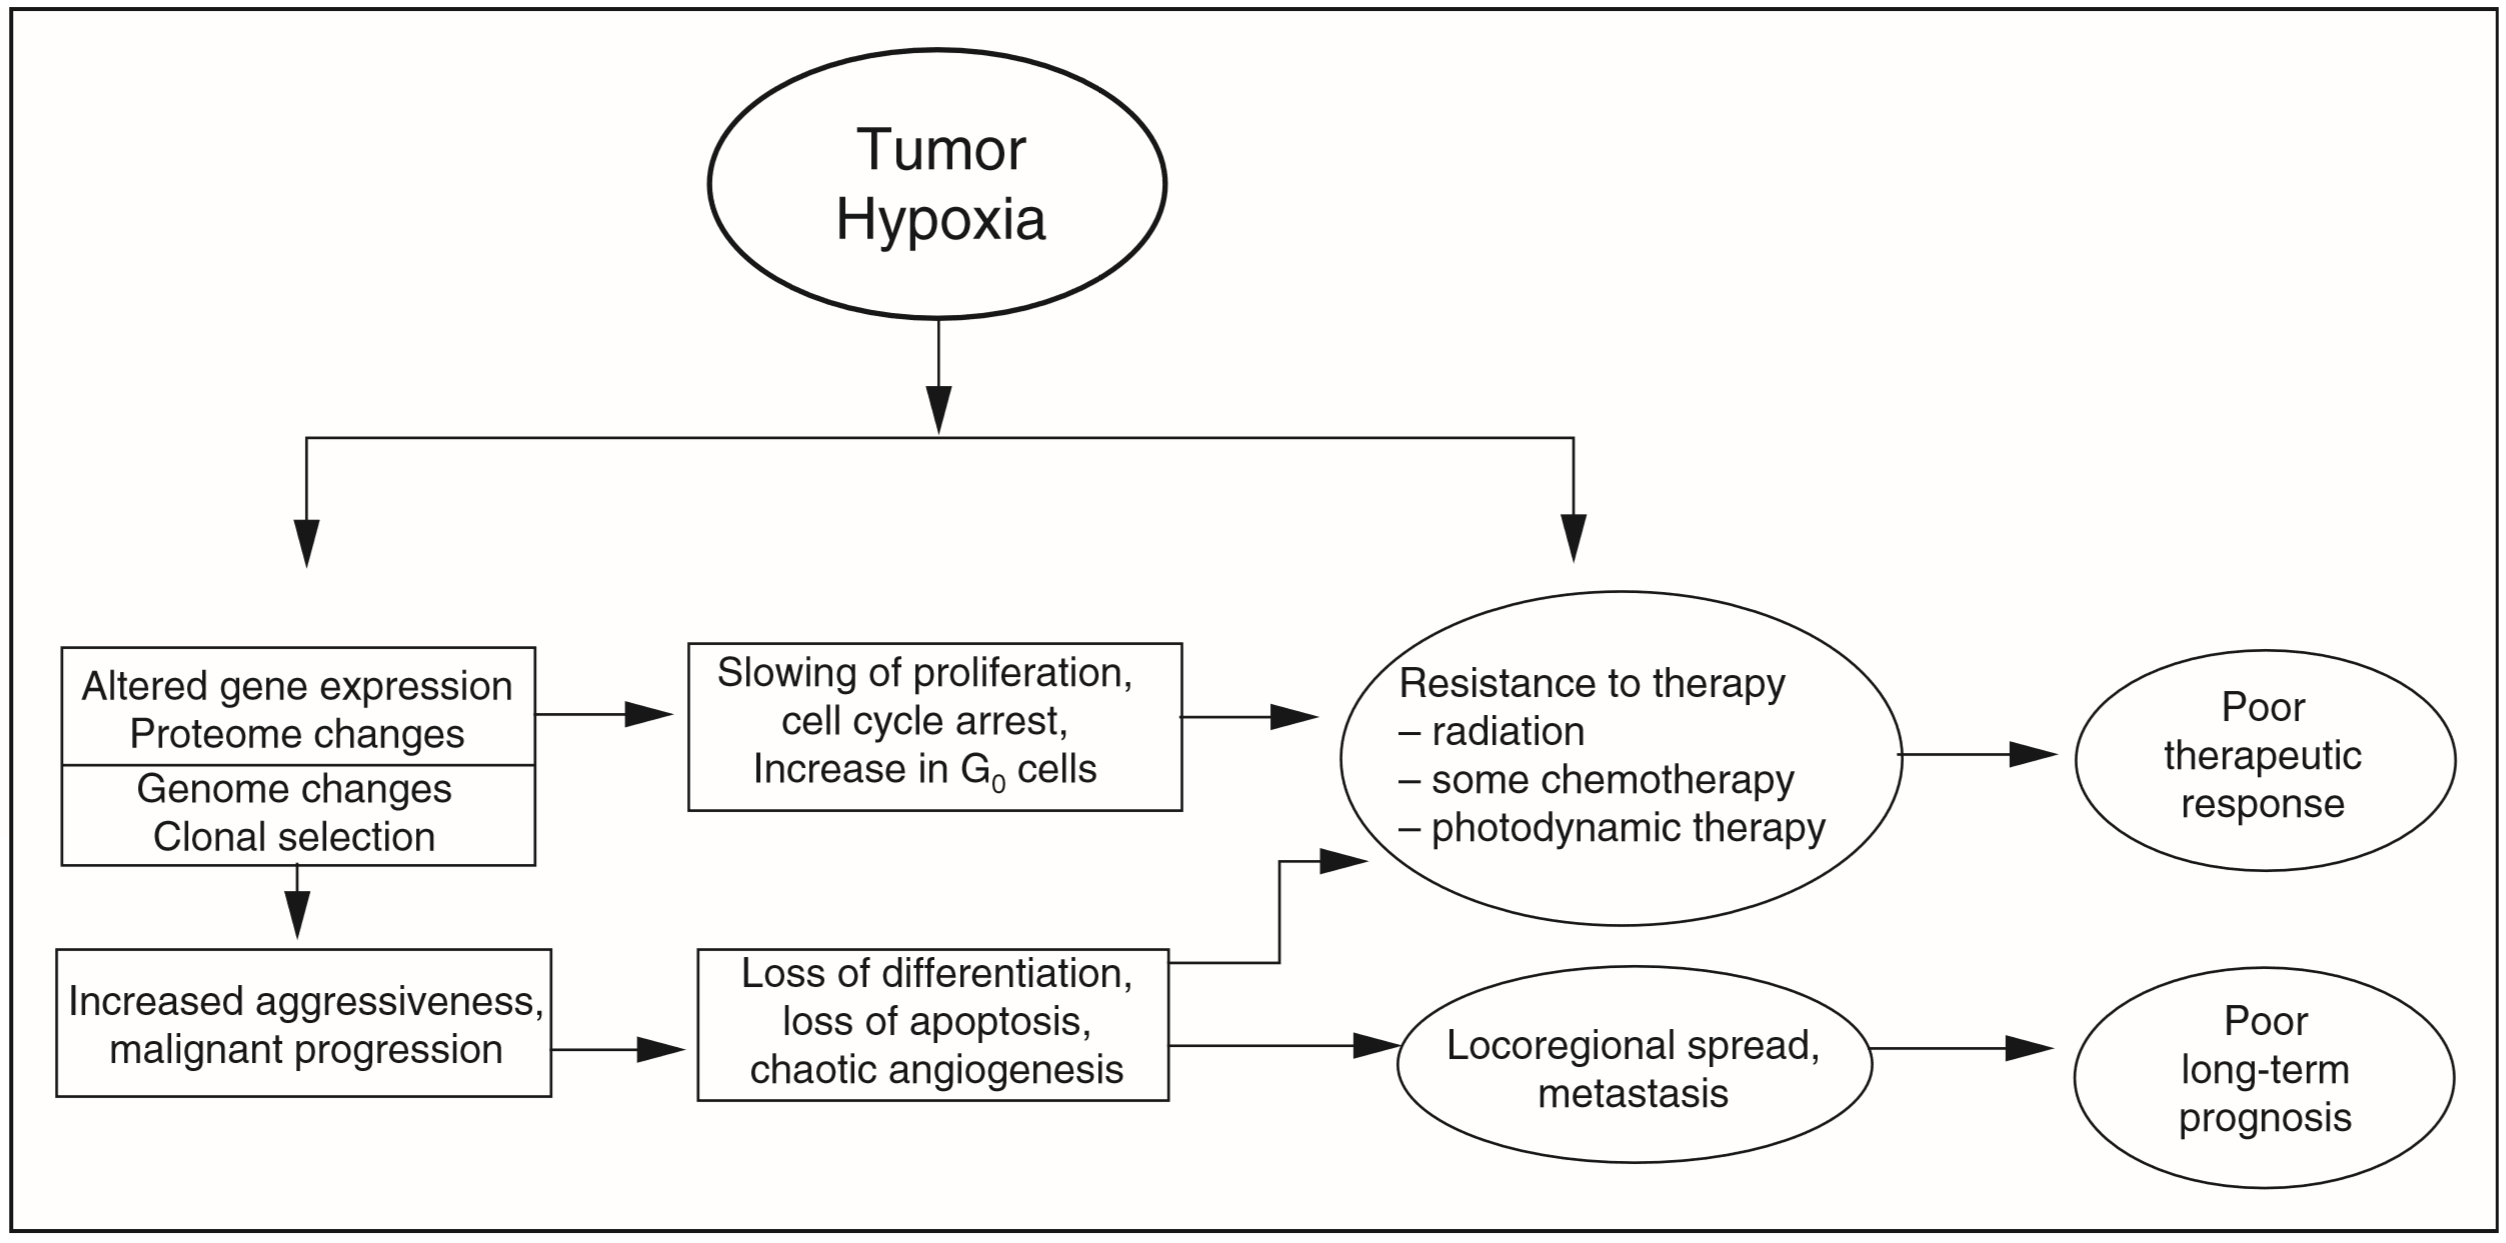 Tumor
Hypoxia
Altered gene expression
Proteome changes
Genome changes
Clonal selection
Slowing of proliferation,
cell cycle arrest,
Increase in G₀ cells
Resistance to therapy
– radiation
– some chemotherapy
– photodynamic therapy
Poor
therapeutic
response
Increased aggressiveness,
malignant progression
Loss of differentiation,
loss of apoptosis,
chaotic angiogenesis
Locoregional spread,
metastasis
Poor
long-term
prognosis